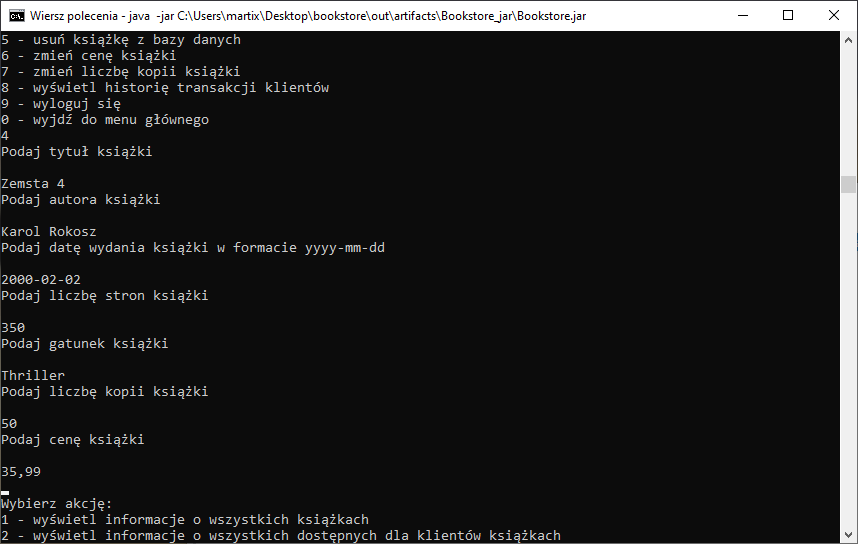 Wiersz polecenia - java  -jar C:\Users\martix\Desktop\bookstore\out\artifacts\Bookstore_jar\Bookstore.jar
5 - usuń książkę z bazy danych
6 - zmień cenę książki
7 - zmień liczbę kopii książki
8 - wyświetl historię transakcji klientów
9 - wyloguj się
0 - wyjdź do menu głównego
4
Podaj tytuł książki
Zemsta 4
Podaj autora książki
Karol Rokosz
Podaj datę wydania książki w formacie yyyy-mm-dd
2000-02-02
Podaj liczbę stron książki
350
Podaj gatunek książki
Thriller
Podaj liczbę kopii książki
50
Podaj cenę książki
35,99
Wybierz akcję:
1 - wyświetl informacje o wszystkich książkach
2 - wyświetl informacje o wszystkich dostępnych dla klientów książkach